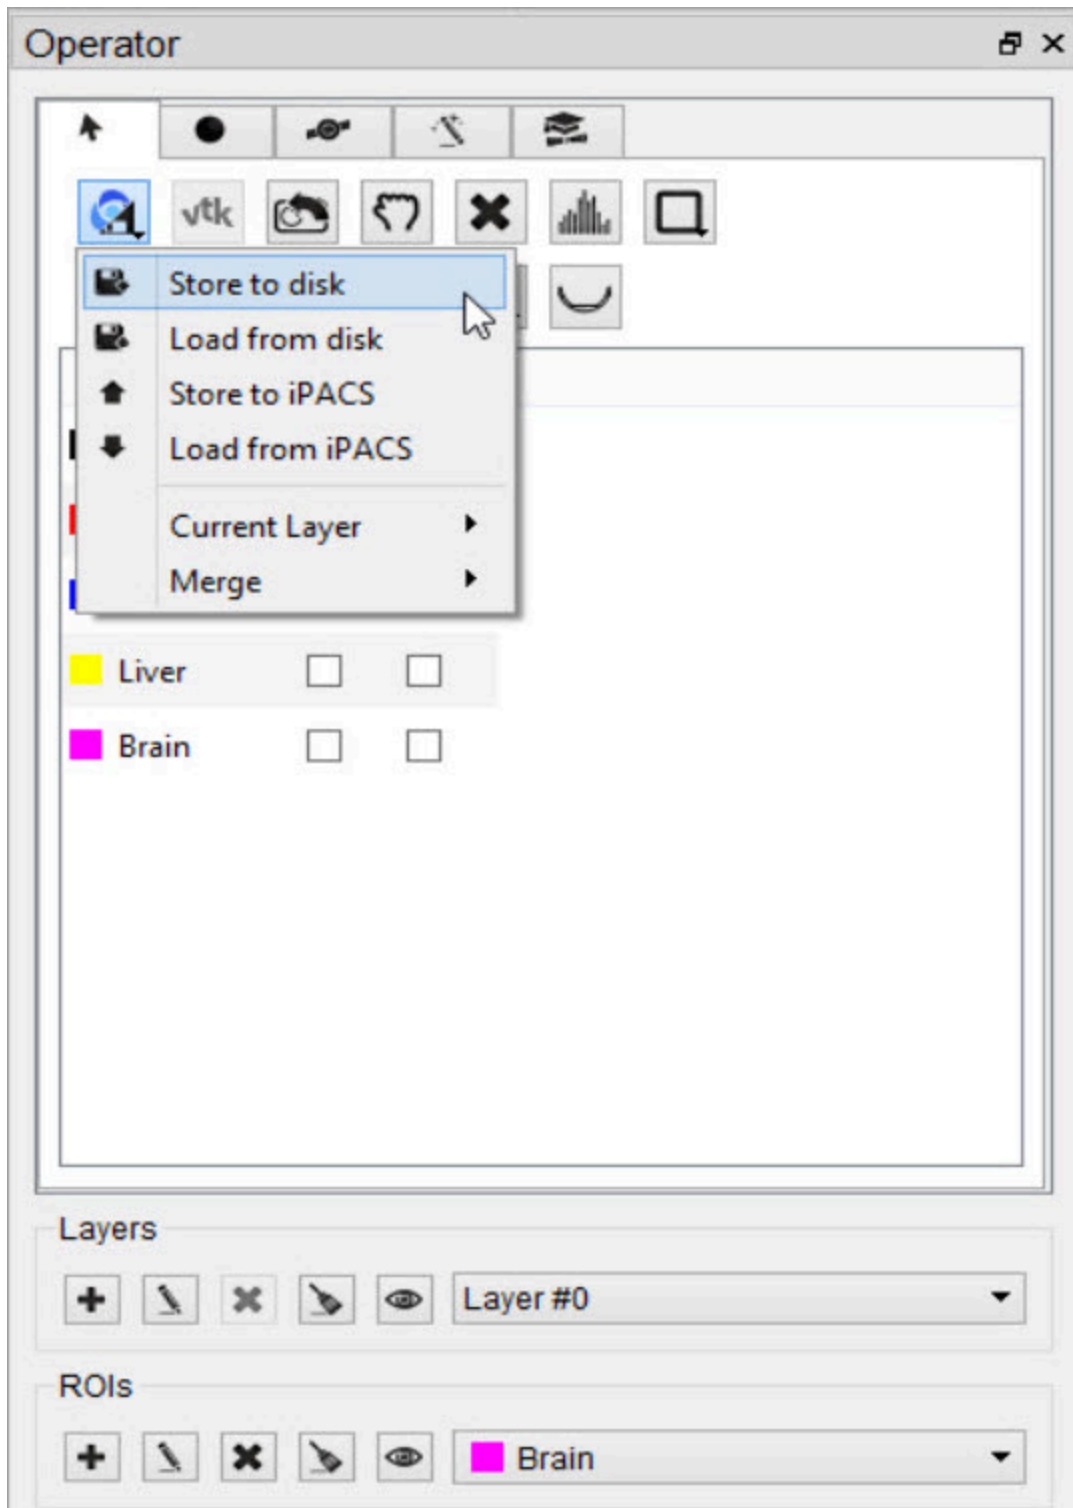 Operator
vtk
Store to disk
Load from disk
Store to iPACS
Load from iPACS
Current Layer
Merge
Liver
Brain
Layers
Layer #0
ROIs
Brain